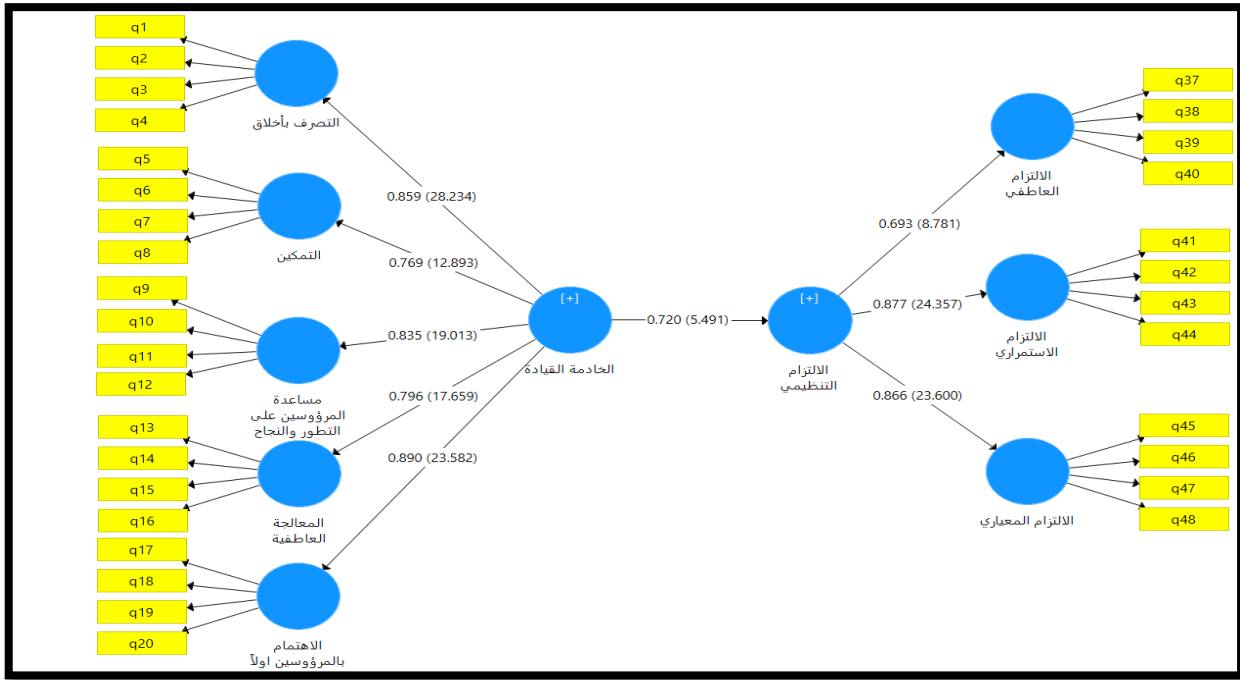 q1
q2
q3
q4
التصرف بأخلاق
q5
q6
q7
q8
التمكين
q9
q10
q11
q12
مساعدة
المرؤوسين على
التطور والنجاح
q13
q14
q15
q16
المعالجة
العاطفية
q17
q18
q19
q20
الاهتمام
بالمرؤوسين اولاً
0.859 (28.234)
0.769 (12.893)
0.835 (19.013)
0.796 (17.659)
0.890 (23.582)
[+]
الخادمة القيادة
0.720 (5.491)
[+]
الالتزام
التنظيمي
0.693 (8.781)
0.877 (24.357)
0.866 (23.600)
الالتزام
العاطفي
q37
q38
q39
q40
الالتزام
الاستمراري
q41
q42
q43
q44
الالتزام المعياري
q45
q46
q47
q48